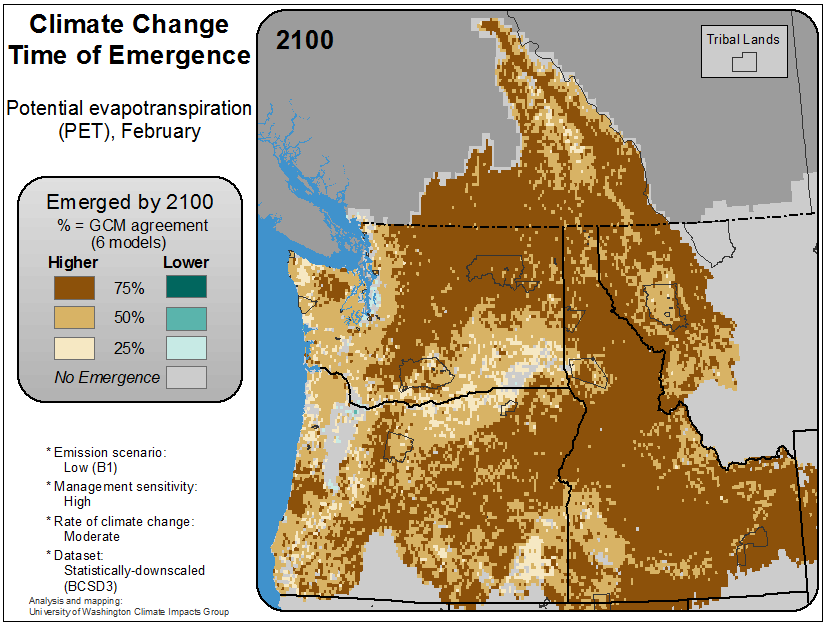 Climate Change
Time of Emergence
Potential evapotranspiration
(PET), February
Emerged by 2100
% = GCM agreement
(6 models)
Higher Lower
75%
50%
25%
No Emergence
* Emission scenario:
Low (B1)
* Management sensitivity:
High
* Rate of climate change:
Moderate
* Dataset:
Statistically-downscaled
(BCSD3)
Analysis and mapping:
University of Washington Climate Impacts Group
2100
Tribal Lands